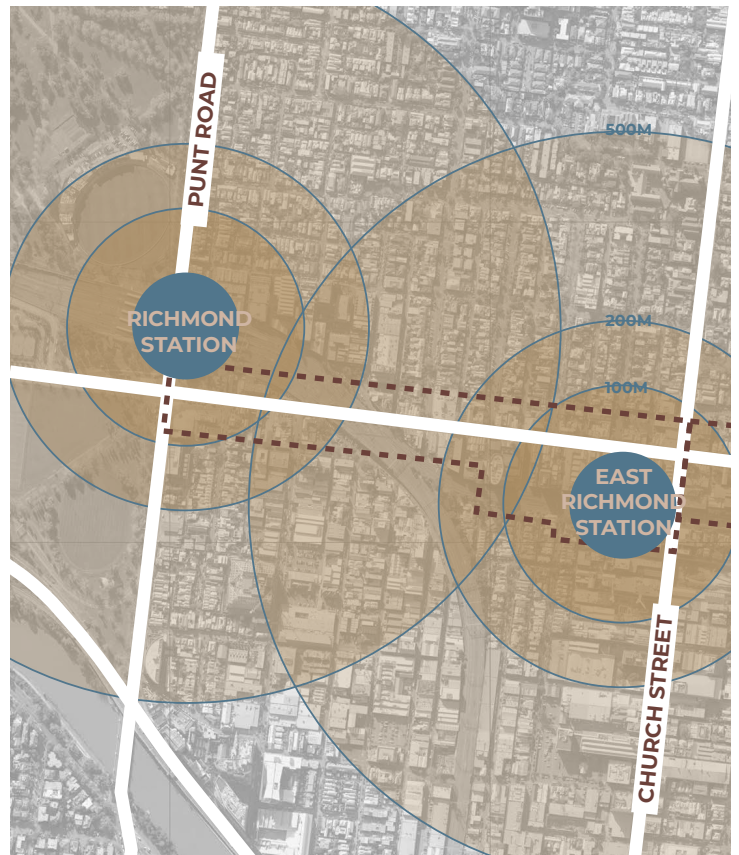 PUNT ROAD
500M
RICHMOND
STATION
200M
100M
EAST
RICHMOND
STATION
CHURCH STREET